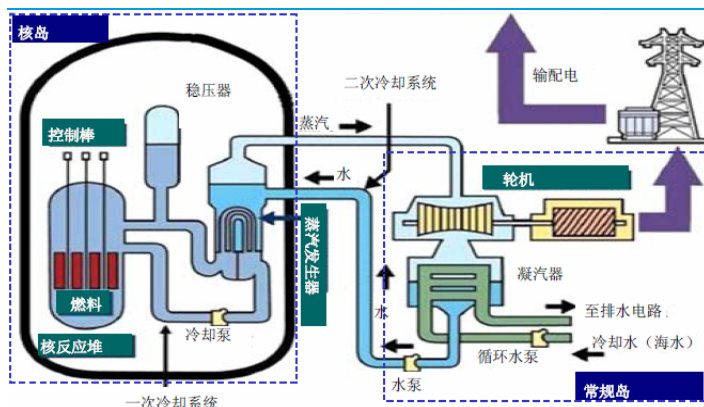 核岛
稳压器
控制棒
燃料
核反应堆
冷却泵
一次冷却系统
蒸汽发生器
二次冷却系统
蒸汽
水
水
水泵
输配电
轮机
凝汽器
至排水电路
冷却水（海水）
循环水泵
常规岛